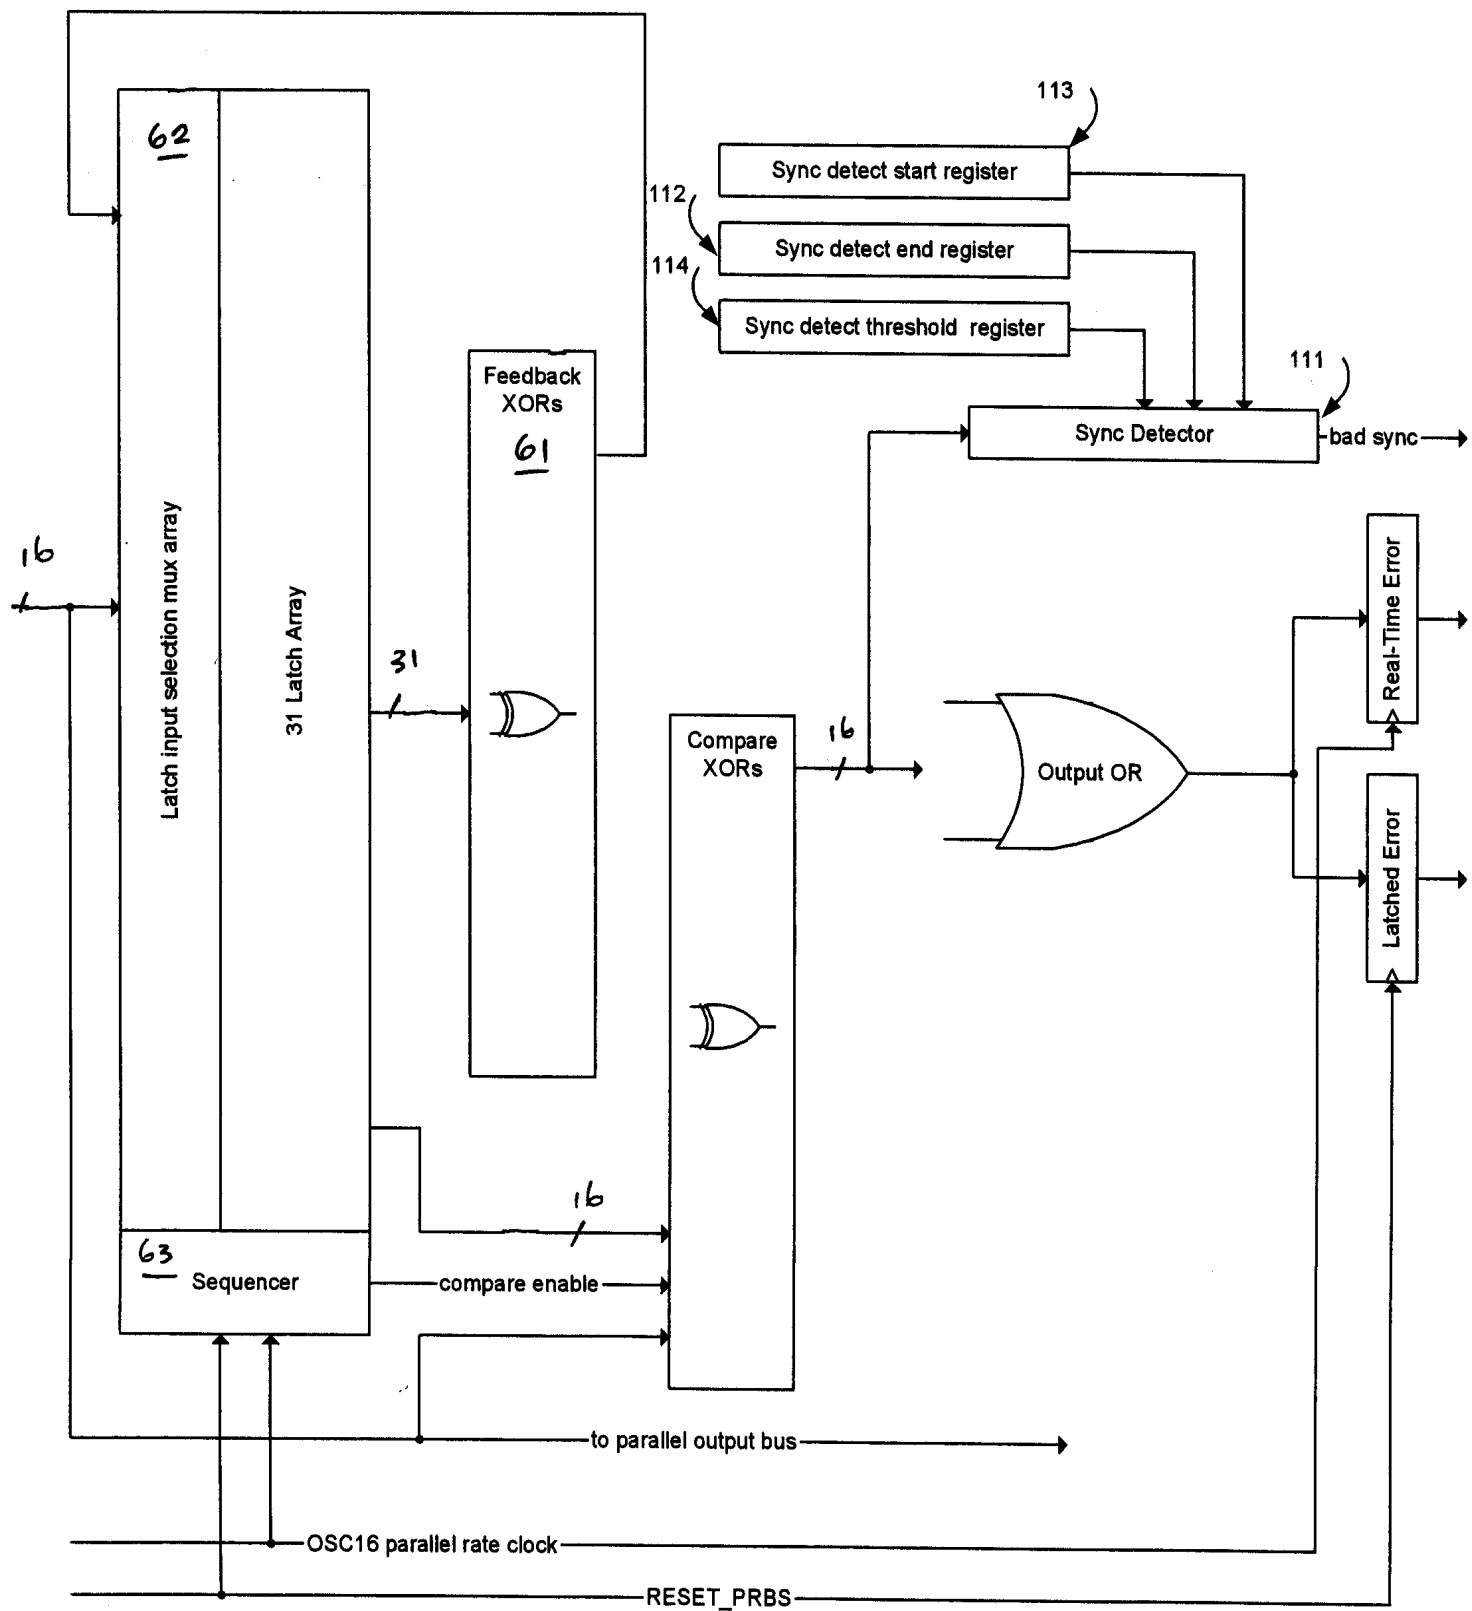 62
113
Sync detect start register
112
Sync detect end register
114
Sync detect threshold register
111
Sync Detector
bad sync
Feedback
XORs
61
16
Latch input selection mux array
31 Latch Array
31
Real-Time Error
Compare
XORs
16
Output OR
Latched Error
16
63
Sequencer
compare enable
to parallel output bus
OSC16 parallel rate clock
RESET_PRBS